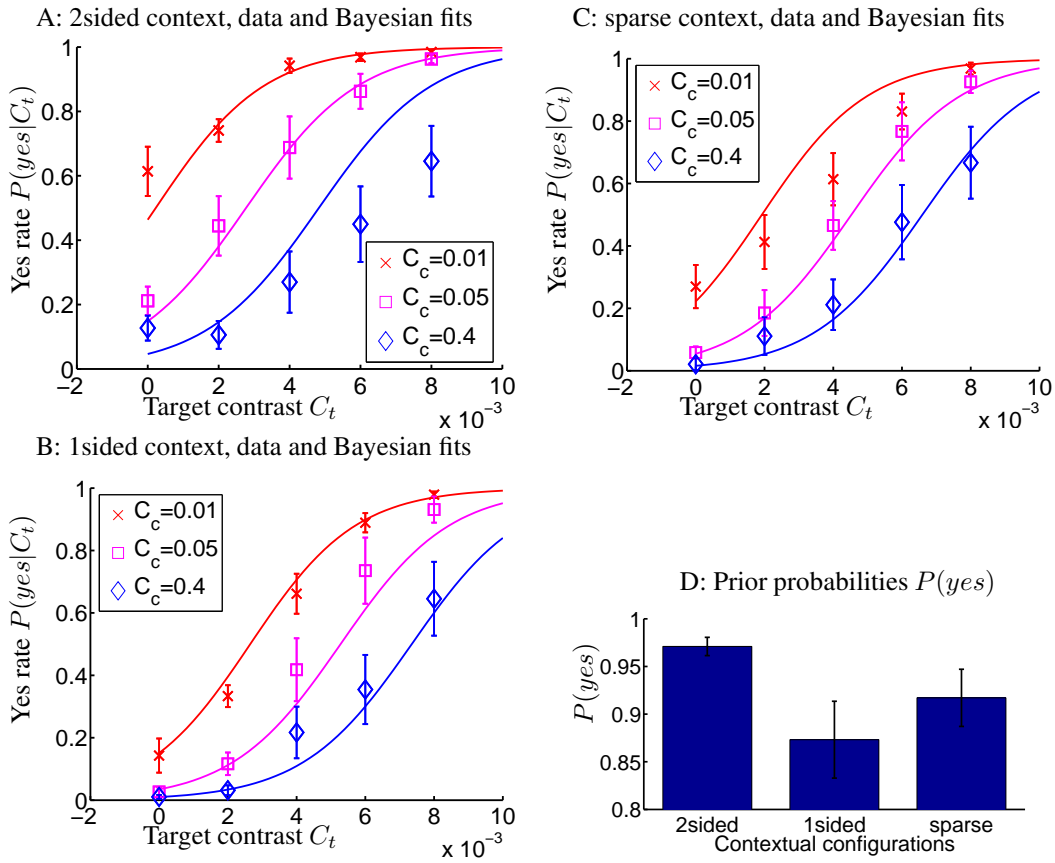 A: 2sided context, data and Bayesian fits
Yes rate P(yes|C_t)
1
0.8
0.6
0.4
0.2
0
C_c=0.01
C_c=0.05
C_c=0.4
−2 0 2 4 6 8 10
Target contrast C_t
x 10^−3
C: sparse context, data and Bayesian fits
Yes rate P(yes|C_t)
1
0.8
0.6
0.4
0.2
0
C_c=0.01
C_c=0.05
C_c=0.4
−2 0 2 4 6 8 10
Target contrast C_t
x 10^−3
B: 1sided context, data and Bayesian fits
Yes rate P(yes|C_t)
1
0.8
0.6
0.4
0.2
0
C_c=0.01
C_c=0.05
C_c=0.4
−2 0 2 4 6 8 10
Target contrast C_t
x 10^−3
D: Prior probabilities P(yes)
P(yes)
1
0.95
0.9
0.85
0.8
2sided 1sided sparse
Contextual configurations